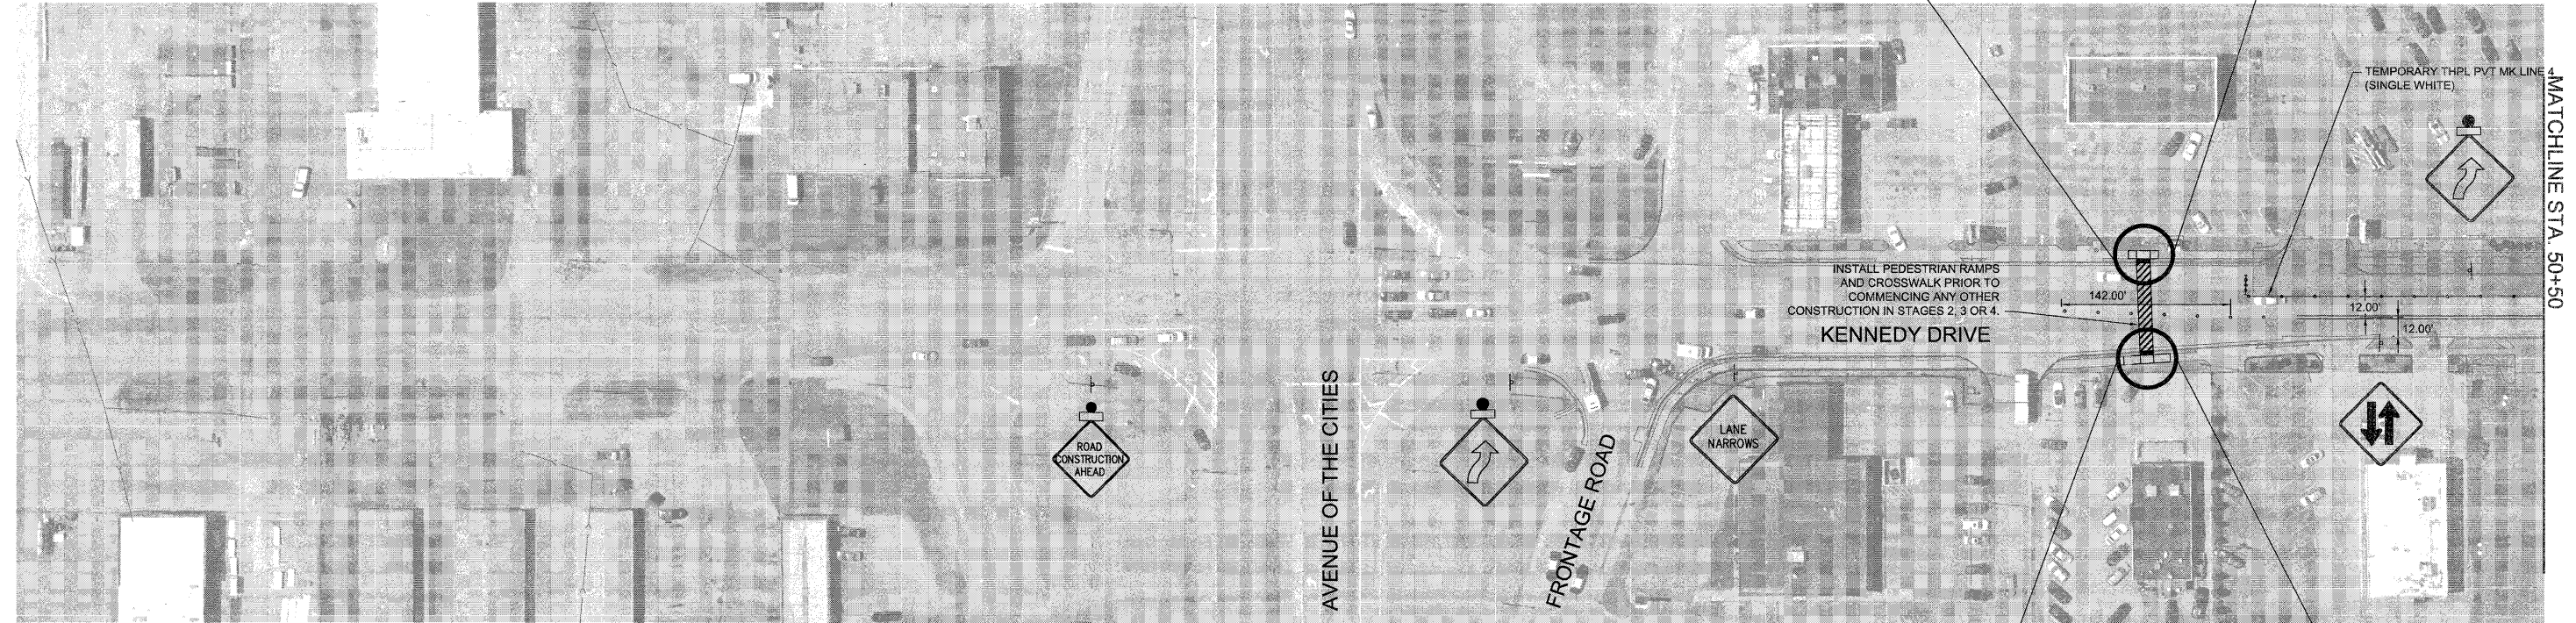 TEMPORARY THPL PVT MK LINE 4"
(SINGLE WHITE)
MATCHLINE STA. 50+50
INSTALL PEDESTRIAN RAMPS
AND CROSSWALK PRIOR TO
COMMENCING ANY OTHER
CONSTRUCTION IN STAGES 2, 3 OR 4.
KENNEDY DRIVE
142.00'
12.00'
12.00'
ROAD
CONSTRUCTION
AHEAD
AVENUE OF THE CITIES
FRONTAGE ROAD
LANE
NARROWS